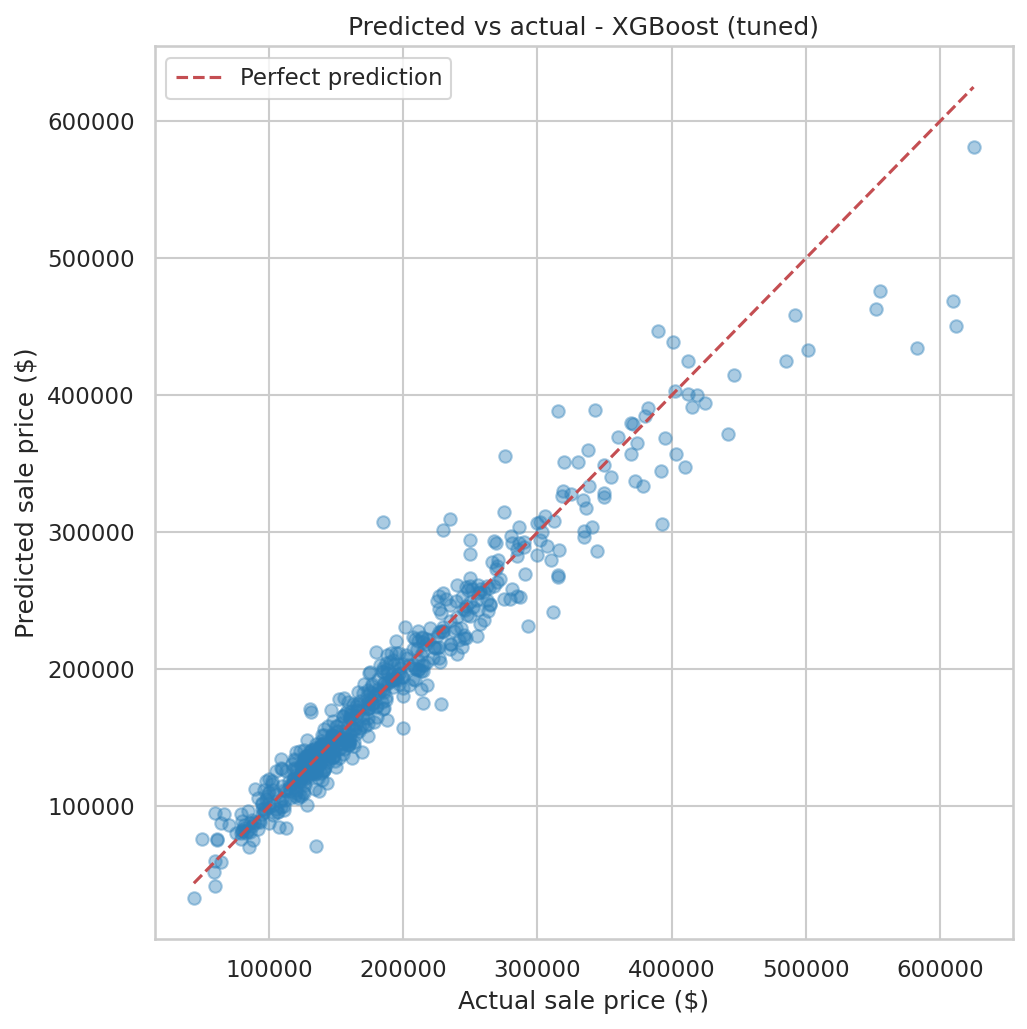 Predicted vs actual - XGBoost (tuned)
Perfect prediction
600000
500000
400000
300000
200000
100000
Predicted sale price ($)
100000 200000 300000 400000 500000 600000
Actual sale price ($)